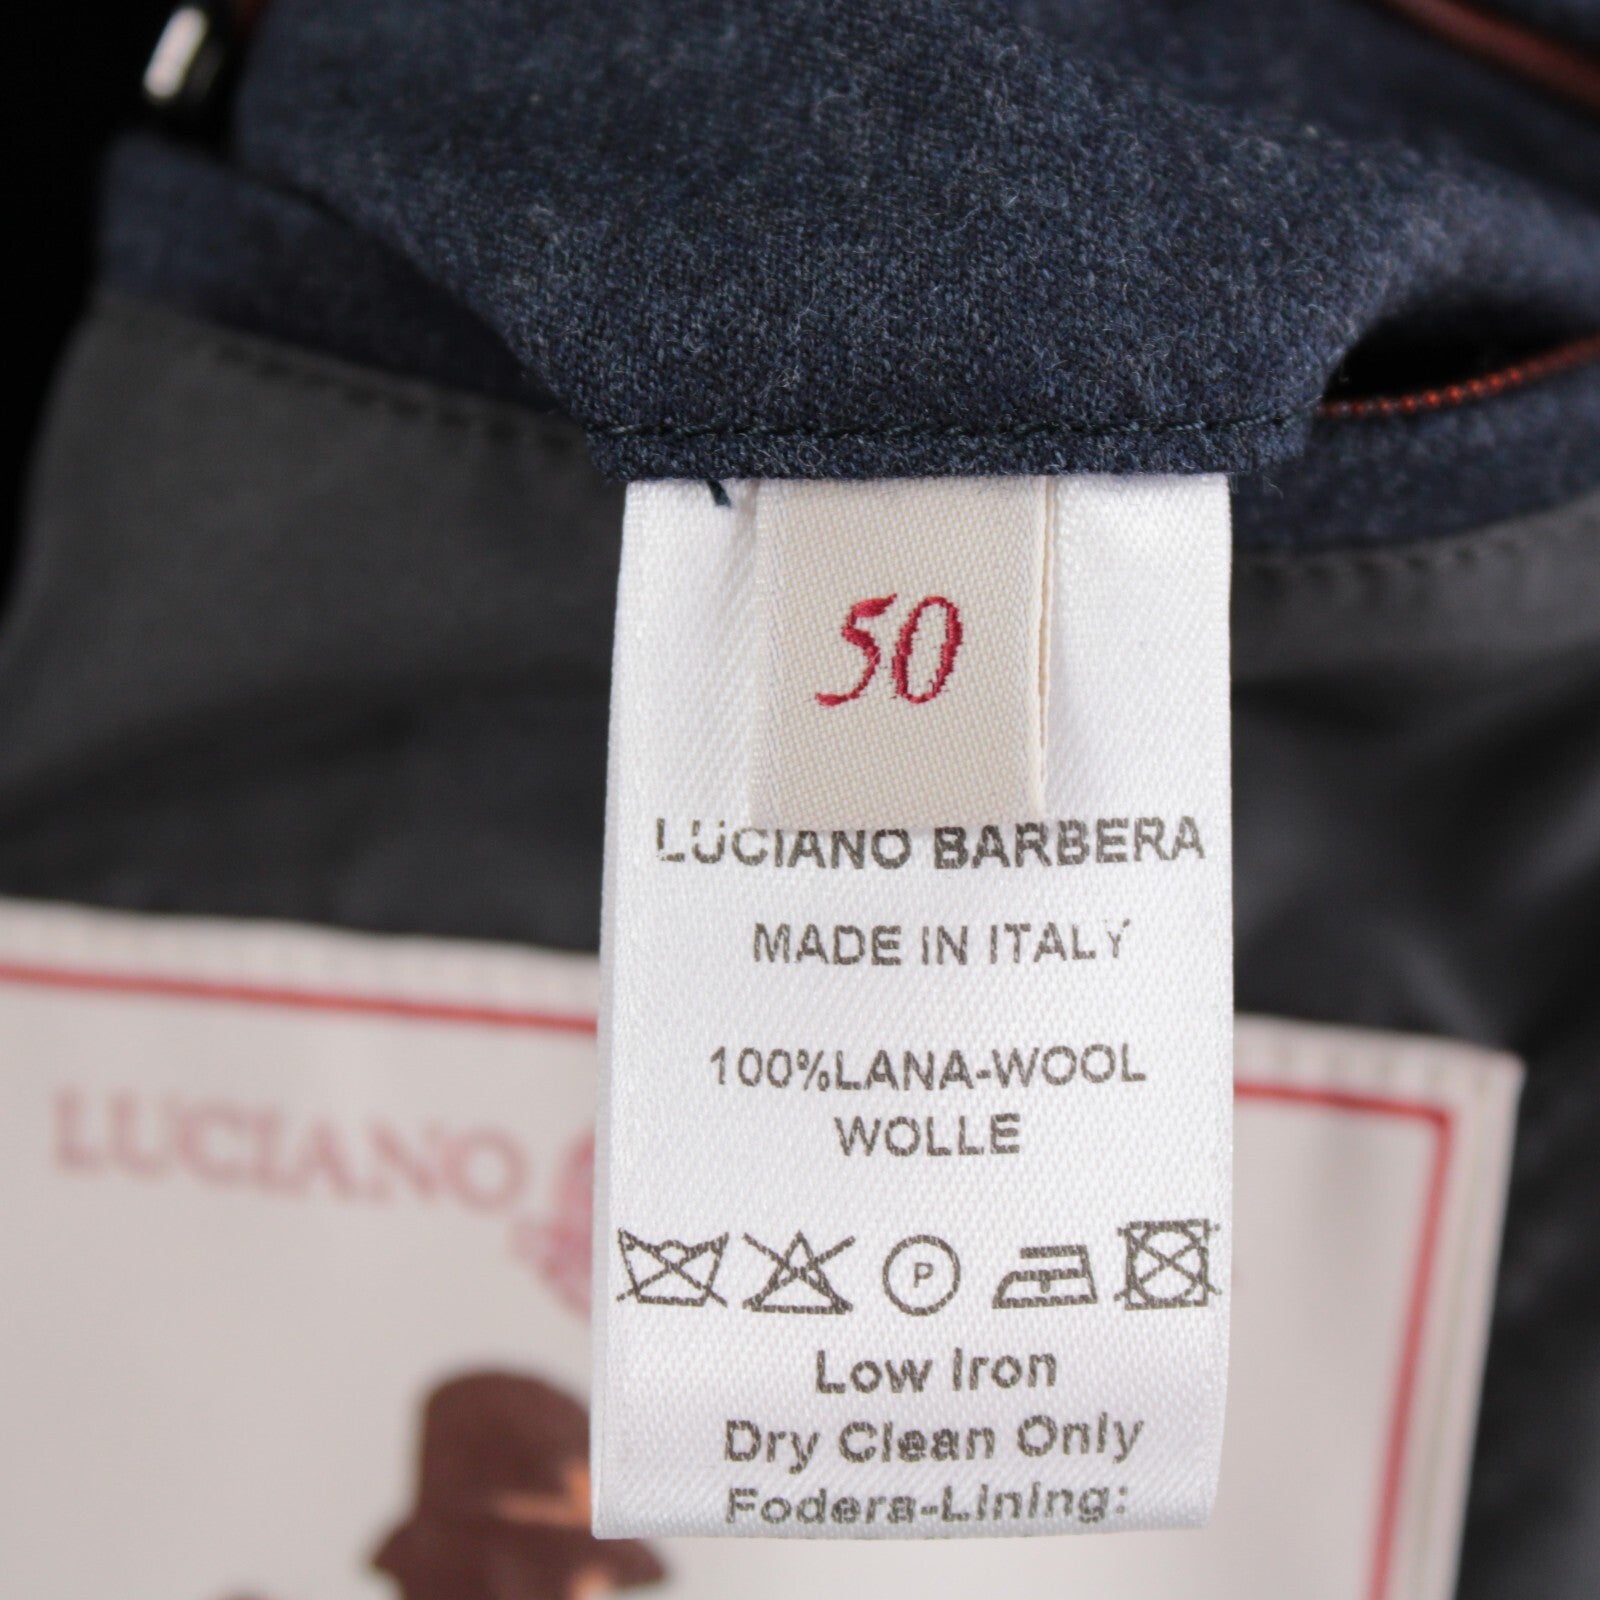 50
LUCIANO BARBERA
MADE IN ITALY
100%LANA-WOOL
WOLLE
P
Low Iron
Dry Clean Only
Fodera-Lining:
LUCIANO